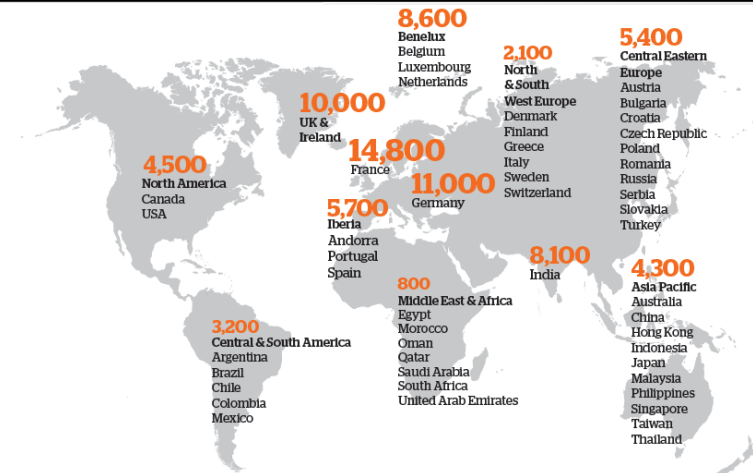 8,600
Benelux
Belgium
Luxembourg
Netherlands
2,100
North
& South
West Europe
Denmark
Finland
Greece
Italy
Sweden
Switzerland
5,400
Central Eastern
Europe
Austria
Bulgaria
Croatia
Czech Republic
Poland
Romania
Russia
Serbia
Slovakia
Turkey
10,000
UK &
Ireland
14,800
France
11,000
Germany
4,500
North America
Canada
USA
5,700
Iberia
Andorra
Portugal
Spain
8,100
India
800
Middle East & Africa
Egypt
Morocco
Oman
Qatar
Saudi Arabia
South Africa
United Arab Emirates
4,300
Asia Pacific
Australia
China
Hong Kong
Indonesia
Japan
Malaysia
Philippines
Singapore
Taiwan
Thailand
3,200
Central & South America
Argentina
Brazil
Chile
Colombia
Mexico